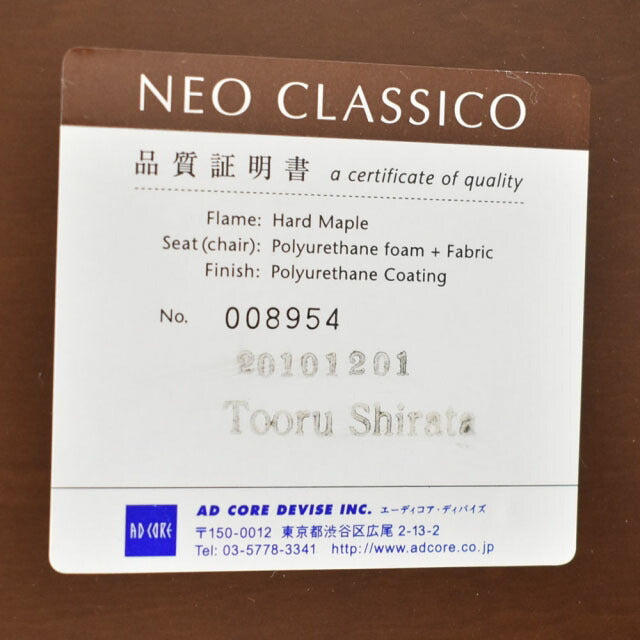 NEO CLASSICO
品質証明書 a certificate of quality
Flame: Hard Maple
Seat (chair): Polyurethane foam + Fabric
Finish: Polyurethane Coating
No. 008954
20101201
Tooru Shirata
AD CORE AD CORE DEVISE INC. エーディコア・ディバイズ
〒150-0012 東京都渋谷区広尾 2-13-2
Tel: 03-5778-3341 http://www.adcore.co.jp